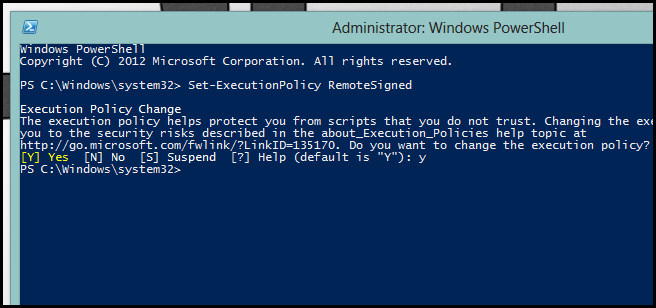 Administrator: Windows PowerShell
Windows PowerShell
Copyright (C) 2012 Microsoft Corporation. All rights reserved.
PS C:\Windows\system32> Set-ExecutionPolicy RemoteSigned
Execution Policy Change
The execution policy helps protect you from scripts that you do not trust. Changing the exe
you to the security risks described in the about_Execution_Policies help topic at
http://go.microsoft.com/fwlink/?LinkID=135170. Do you want to change the execution policy?
[Y] Yes  [N] No  [S] Suspend  [?] Help (default is "Y"): y
PS C:\Windows\system32>